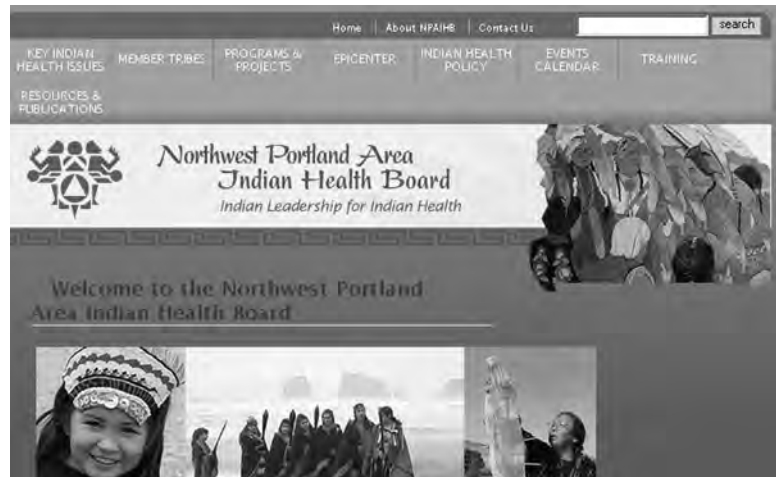 Home | About NPAIHB | Contact Us
search
KEY INDIAN
HEALTH ISSUES
MEMBER TRIBES
PROGRAMS &
PROJECTS
EPICENTER
INDIAN HEALTH
POLICY
EVENTS
CALENDAR
TRAINING
RESOURCES &
PUBLICATIONS
Northwest Portland Area
Indian Health Board
Indian Leadership for Indian Health
Welcome to the Northwest Portland
Area Indian Health Board